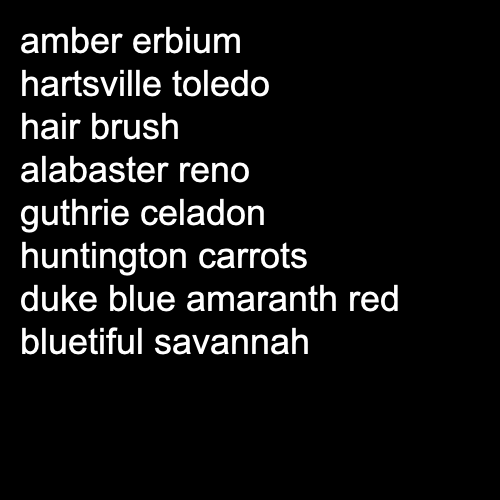 amber erbium
hartsville toledo
hair brush
alabaster reno
guthrie celadon
huntington carrots
duke blue amaranth red
bluetiful savannah